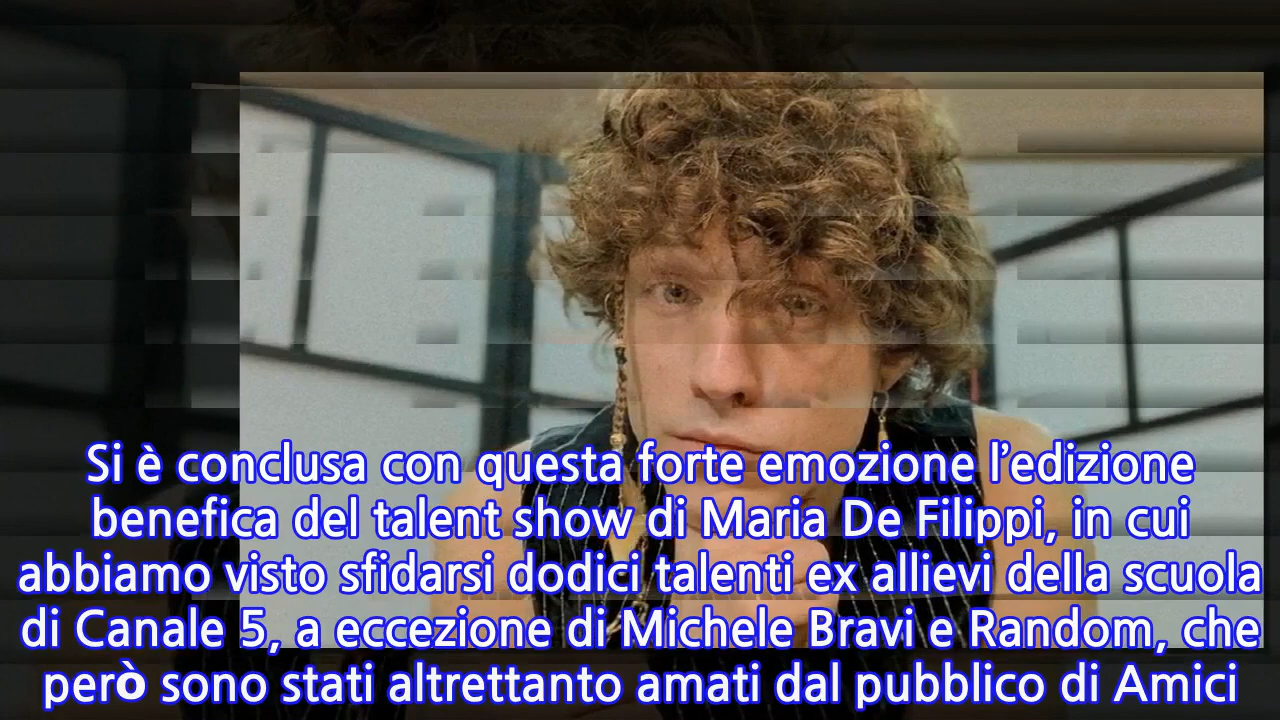 Si è conclusa con questa forte emozione l’edizione
benefica del talent show di Maria De Filippi, in cui
abbiamo visto sfidarsi dodici talenti ex allievi della scuola
di Canale 5, a eccezione di Michele Bravi e Random, che
però sono stati altrettanto amati dal pubblico di Amici